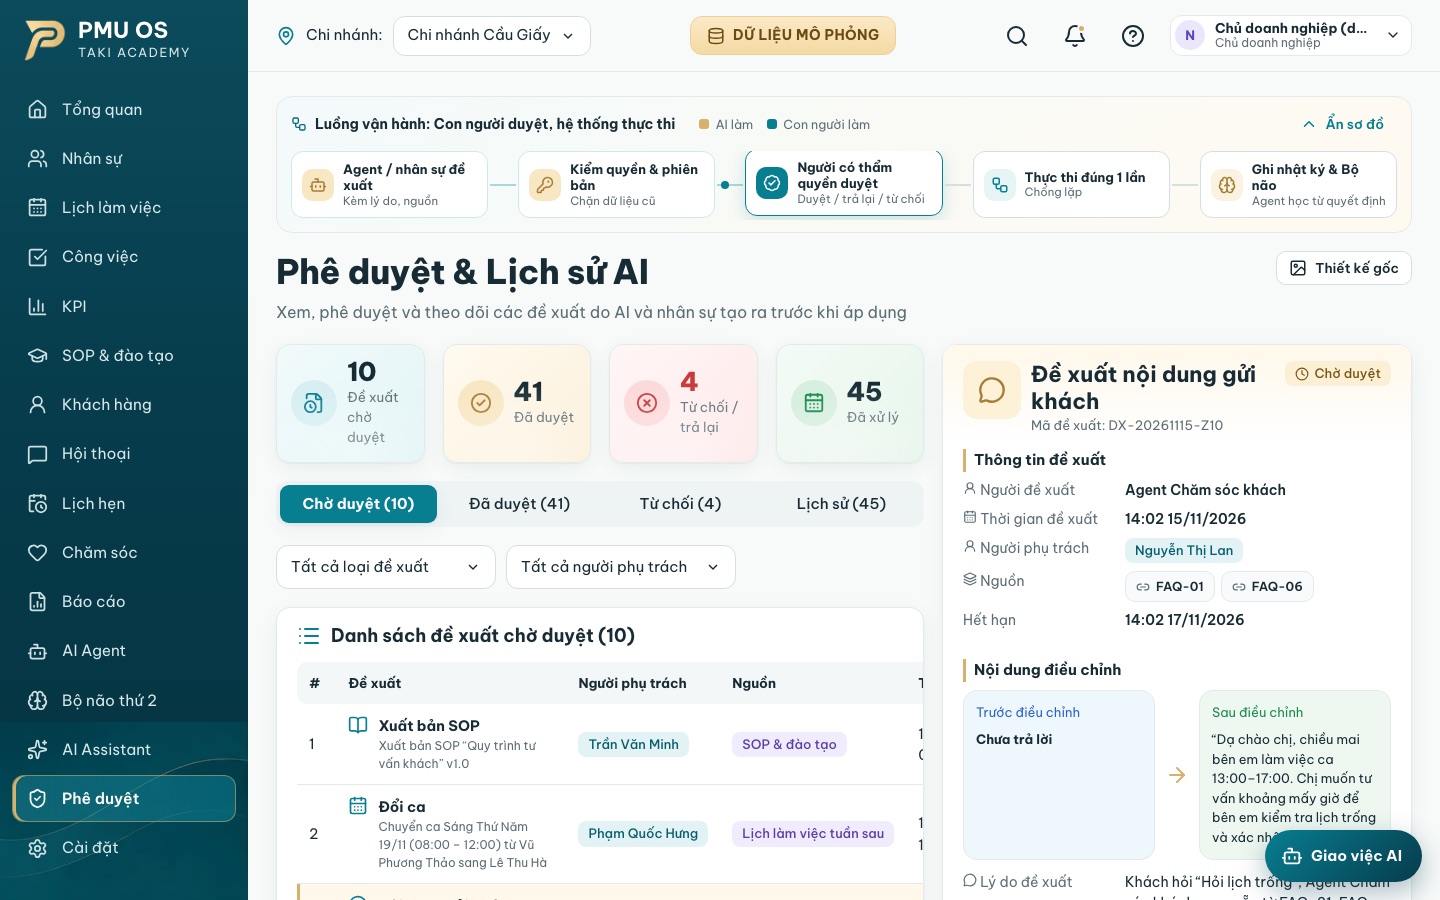 PMU OS
TAKI ACADEMY
Tổng quan
Nhân sự
Lịch làm việc
Công việc
KPI
SOP & đào tạo
Khách hàng
Hội thoại
Lịch hẹn
Chăm sóc
Báo cáo
AI Agent
Bộ não thứ 2
AI Assistant
Phê duyệt
Cài đặt
Chi nhánh:
Chi nhánh Cầu Giấy
DỮ LIỆU MÔ PHỎNG
N
Chủ doanh nghiệp (d...
Chủ doanh nghiệp
Luồng vận hành: Con người duyệt, hệ thống thực thi
AI làm
Con người làm
Ẩn sơ đồ
Agent / nhân sự đề
xuất
Kèm lý do, nguồn
Kiểm quyền & phiên
bản
Chặn dữ liệu cũ
Người có thẩm
quyền duyệt
Duyệt / trả lại / từ chối
Thực thi đúng 1 lần
Chống lặp
Ghi nhật ký & Bộ
não
Agent học từ quyết định
Phê duyệt & Lịch sử AI
Xem, phê duyệt và theo dõi các đề xuất do AI và nhân sự tạo ra trước khi áp dụng
Thiết kế gốc
10
Đề xuất
chờ
duyệt
41
Đã duyệt
4
Từ chối /
trả lại
45
Đã xử lý
Chờ duyệt (10)
Đã duyệt (41)
Từ chối (4)
Lịch sử (45)
Tất cả loại đề xuất
Tất cả người phụ trách
Danh sách đề xuất chờ duyệt (10)
#
Đề xuất
Người phụ trách
Nguồn
1
Xuất bản SOP
Xuất bản SOP “Quy trình tư
vấn khách” v1.0
Trần Văn Minh
SOP & đào tạo
2
Đổi ca
Chuyển ca Sáng Thứ Năm
19/11 (08:00 – 12:00) từ Vũ
Phương Thảo sang Lê Thu Hà
Phạm Quốc Hưng
Lịch làm việc tuần sau
Đề xuất nội dung gửi
khách
Chờ duyệt
Mã đề xuất: DX-20261115-Z10
Thông tin đề xuất
Người đề xuất
Agent Chăm sóc khách
Thời gian đề xuất
14:02 15/11/2026
Người phụ trách
Nguyễn Thị Lan
Nguồn
FAQ-01
FAQ-06
Hết hạn
14:02 17/11/2026
Nội dung điều chỉnh
Trước điều chỉnh
Chưa trả lời
Sau điều chỉnh
“Dạ chào chị, chiều mai
bên em làm việc ca
13:00–17:00. Chị muốn tư
vấn khoảng mấy giờ để
bên em kiểm tra lịch trống
và xác
Giao việc AI
Lý do đề xuất
Khách hỏi “Hỏi lịch trống”, Agent Chăm